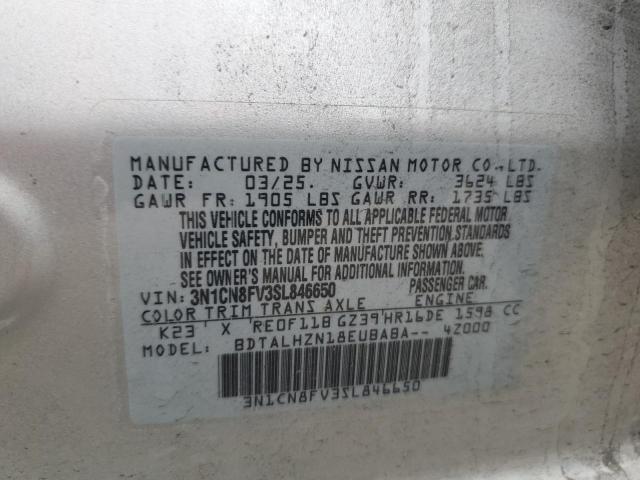 MANUFACTURED BY NISSAN MOTOR CO.,LTD.
DATE: 03/25. GVWR: 3624 LBS
GAWR FR: 1905 LBS GAWR RR: 1735 LBS
THIS VEHICLE CONFORMS TO ALL APPLICABLE FEDERAL MOTOR
VEHICLE SAFETY, BUMPER AND THEFT PREVENTION STANDARDS
IN EFFECT ON THE DATE OF MANUFACTURE SHOWN ABOVE.
SEE OWNER'S MANUAL FOR ADDITIONAL INFORMATION
VIN: 3N1CN8FV3SL846650 PASSENGER CAR.
COLOR TRIM TRANS AXLE ENGINE
K23 X RE0F11B GZ39 HR16DE 1598 CC
MODEL: BDTALHZN18EUBABA-- 4Z000
3N1CN8FV3SL846650